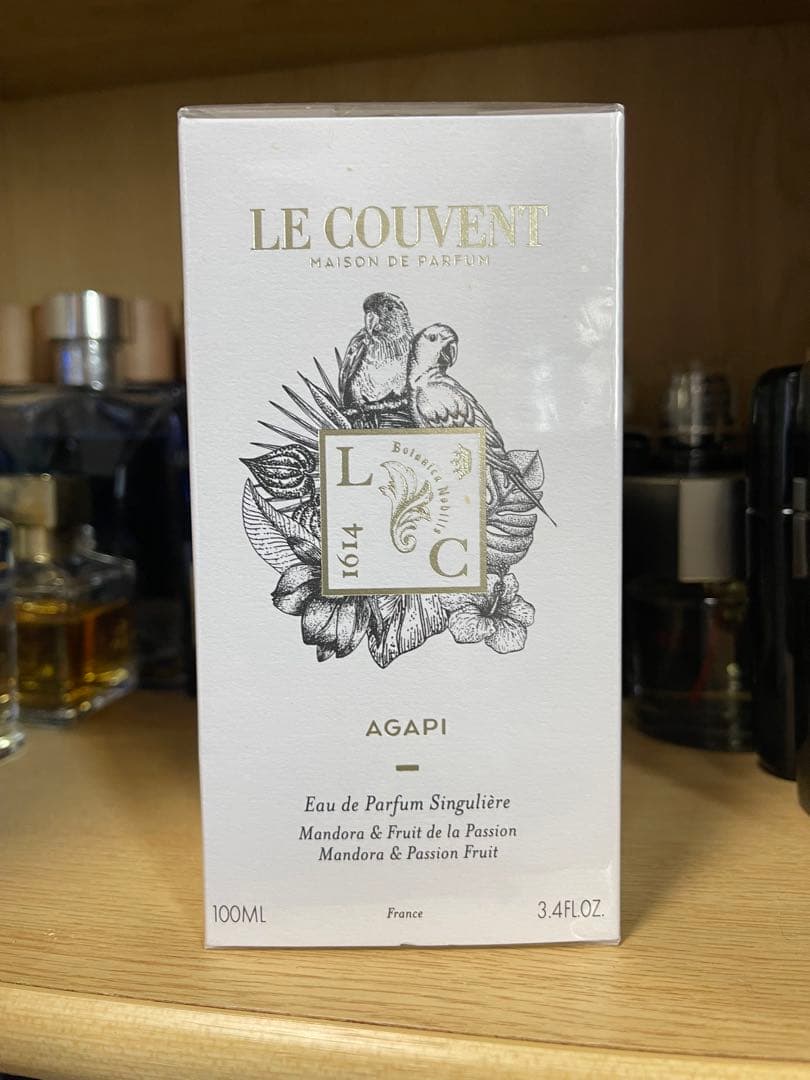 LE COUVENT
MAISON DE PARFUM
L
Botanica Nobilis
1614
C
AGAPI
Eau de Parfum Singulière
Mandora & Fruit de la Passion
Mandora & Passion Fruit
100ML
France
3.4FL.OZ.